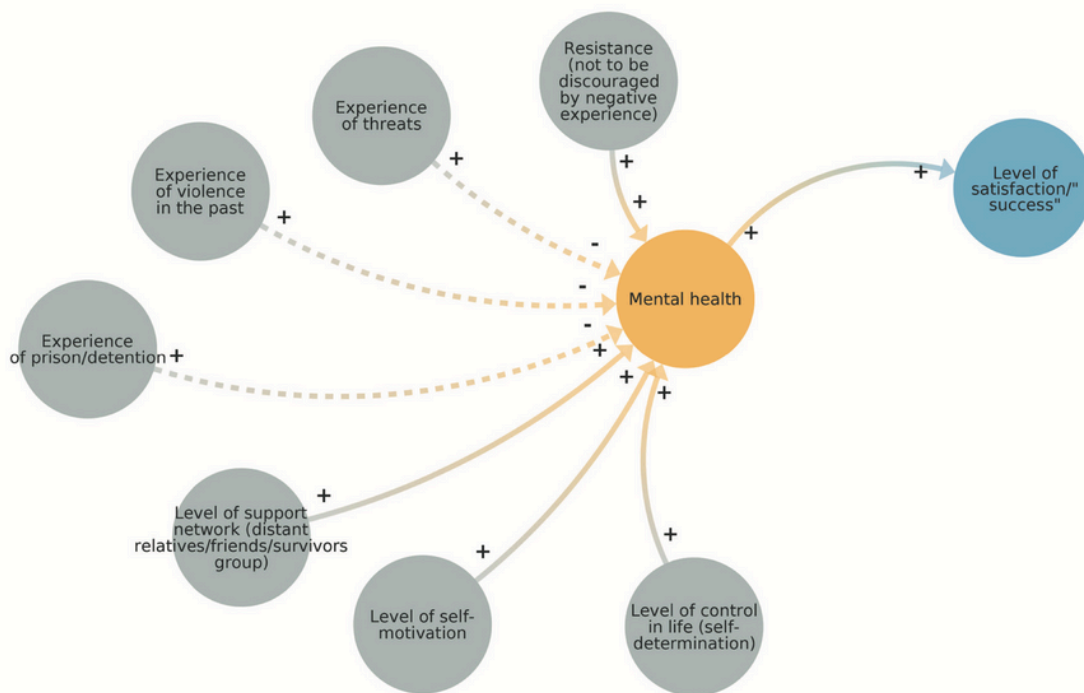 Resistance
(not to be
discouraged
by negative
experience)
+
+
Experience
of threats
+
-
Experience
of violence
in the past
+
-
Level of
satisfaction/"
success"
+
+
Mental health
Experience
of prison/detention
+
-
+
+
+
Level of support
network (distant
relatives/friends/survivors
group)
+
Level of self-
motivation
+
Level of control
in life (self-
determination)
+